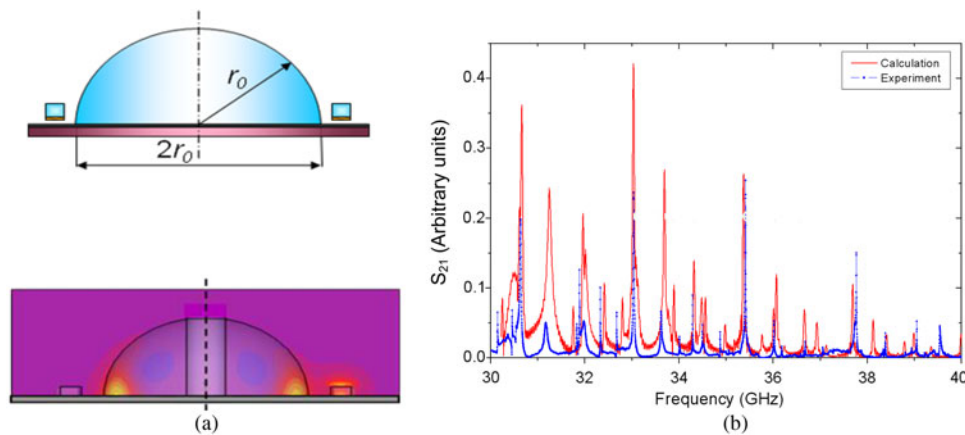 r₀
2r₀
(a)
S₂₁ (Arbitrary units)
0.4
0.3
0.2
0.1
0.0
30
32
34
36
38
40
Frequency (GHz)
Calculation
Experiment
(b)